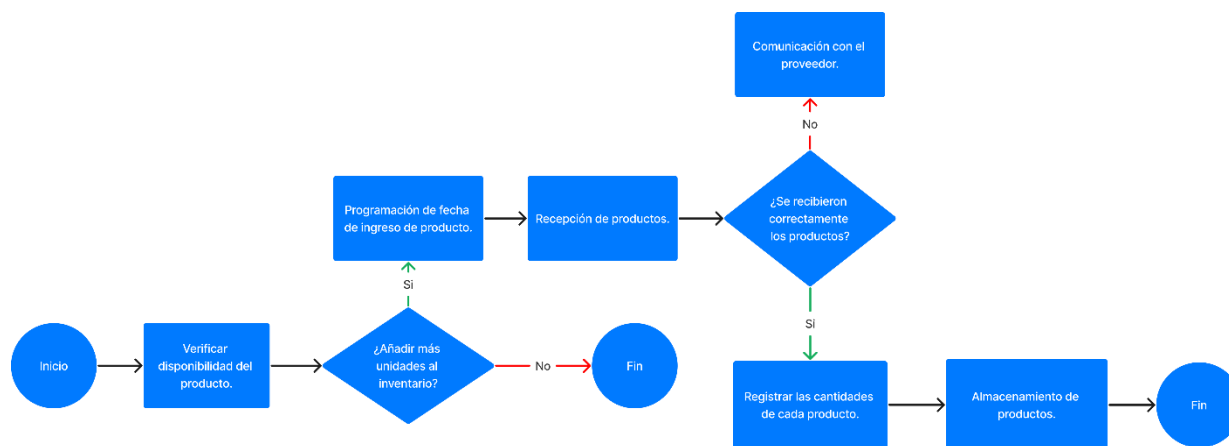 Inicio
Verificar
disponibilidad del
producto.
¿Añadir más
unidades al
inventario?
No
Fin
Si
Programación de fecha
de ingreso de producto.
Recepción de productos.
¿Se recibieron
correctamente
los productos?
No
Comunicación con el
proveedor.
Si
Registrar las cantidades
de cada producto.
Almacenamiento de
productos.
Fin